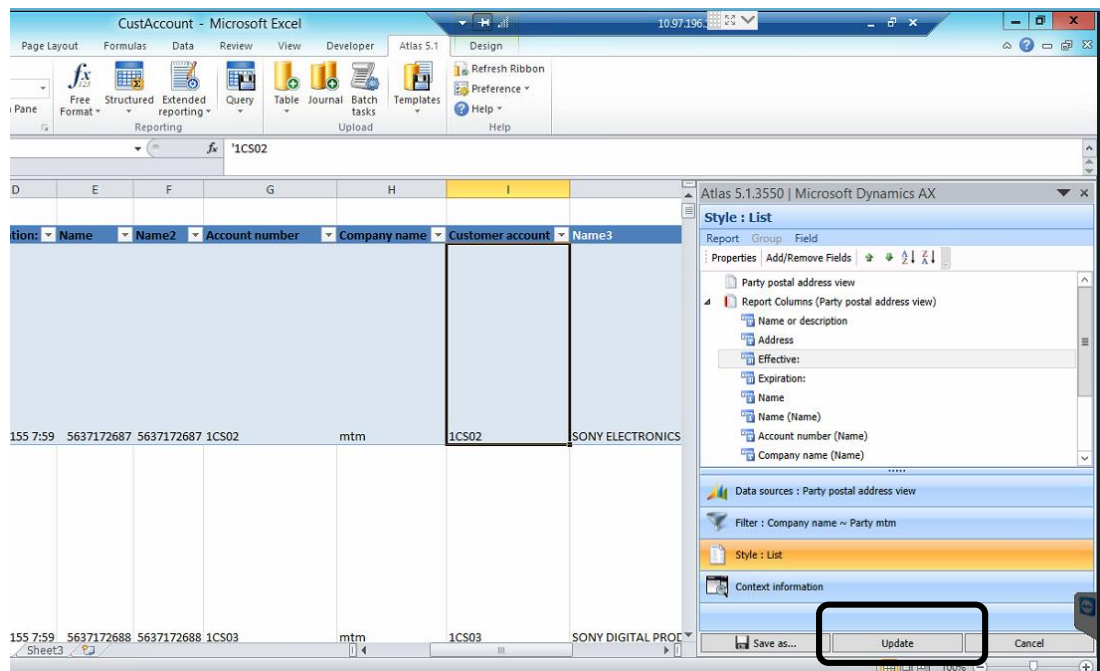 CustAccount - Microsoft Excel
10.97.196.
Page Layout Formulas Data Review View Developer Atlas 5.1 Design
Pane
Free Format
Structured
Extended reporting
Reporting
Query
Table
Journal
Batch tasks
Upload
Templates
Refresh Ribbon
Preference
Help
Help
fx '1CS02
D E F G H I
tion: Name Name2 Account number Company name Customer account Name3
155 7:59 5637172687 5637172687 1CS02 mtm 1CS02 SONY ELECTRONICS
155 7:59 5637172688 5637172688 1CS03 mtm 1CS03 SONY DIGITAL PROD
Sheet3
Atlas 5.1.3550 | Microsoft Dynamics AX
Style : List
Report Group Field
Properties Add/Remove Fields
Party postal address view
Report Columns (Party postal address view)
Name or description
Address
Effective:
Expiration:
Name
Name (Name)
Account number (Name)
Company name (Name)
Data sources : Party postal address view
Filter : Company name ~ Party mtm
Style : List
Context information
Save as... Update Cancel
100%